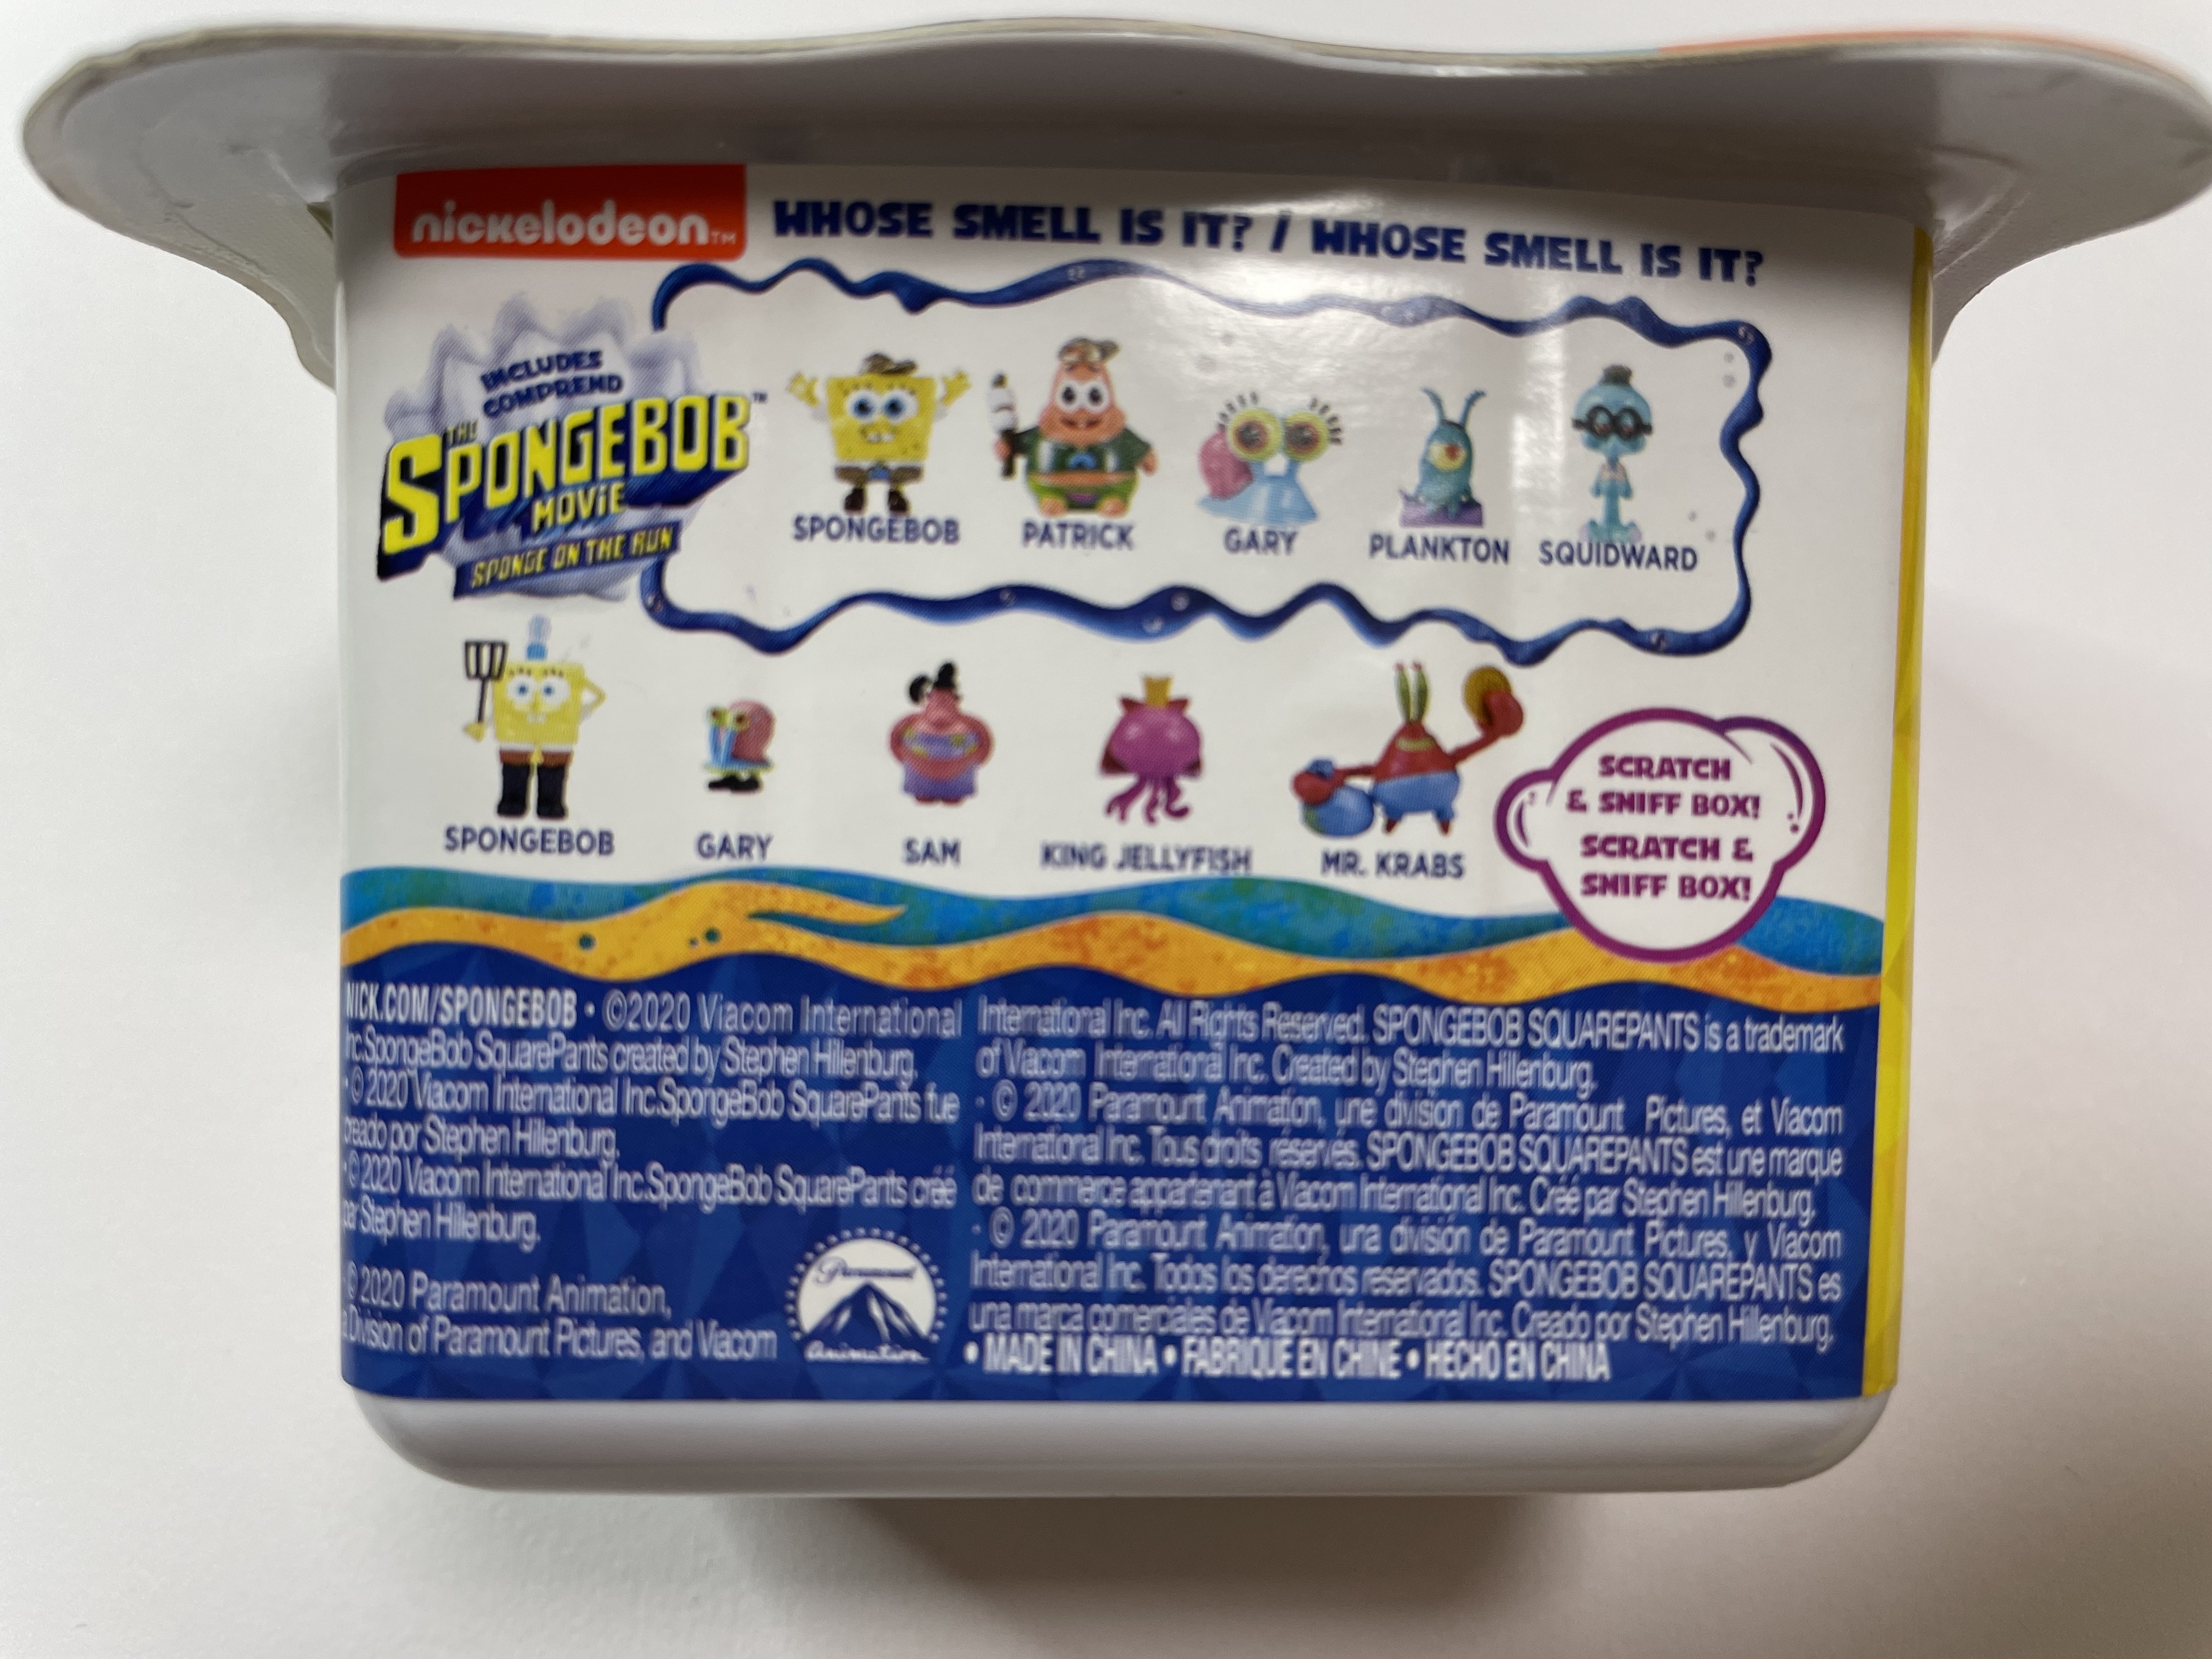 nickelodeon™
WHOSE SMELL IS IT? / WHOSE SMELL IS IT?
INCLUDES
COMPREND
THE
SPONGEBOB™
MOVIE
SPONGE ON THE RUN
SPONGEBOB
PATRICK
GARY
PLANKTON
SQUIDWARD
SPONGEBOB
GARY
SAM
KING JELLYFISH
MR. KRABS
SCRATCH
& SNIFF BOX!
SCRATCH &
SNIFF BOX!
NICK.COM/SPONGEBOB • ©2020 Viacom International
Inc.SpongeBob SquarePants created by Stephen Hillenburg.
· © 2020 Viacom International Inc.SpongeBob SquarePants fue
creado por Stephen Hillenburg.
· © 2020 Viacom International Inc.SpongeBob SquarePants créé
par Stephen Hillenburg.
· © 2020 Paramount Animation,
a Division of Paramount Pictures, and Viacom
Paramount
Animation
International Inc. All Rights Reserved. SPONGEBOB SQUAREPANTS is a trademark
of Viacom International Inc. Created by Stephen Hillenburg.
· © 2020 Paramount Animation, une division de Paramount Pictures, et Viacom
International Inc. Tous droits réservés. SPONGEBOB SQUAREPANTS est une marque
de commerce appartenant à Viacom International Inc. Créé par Stephen Hillenburg.
· © 2020 Paramount Animation, una división de Paramount Pictures, y Viacom
International Inc. Todos los derechos reservados. SPONGEBOB SQUAREPANTS es
una marca comerciales de Viacom International Inc. Creado por Stephen Hillenburg.
• MADE IN CHINA • FABRIQUÉ EN CHINE • HECHO EN CHINA